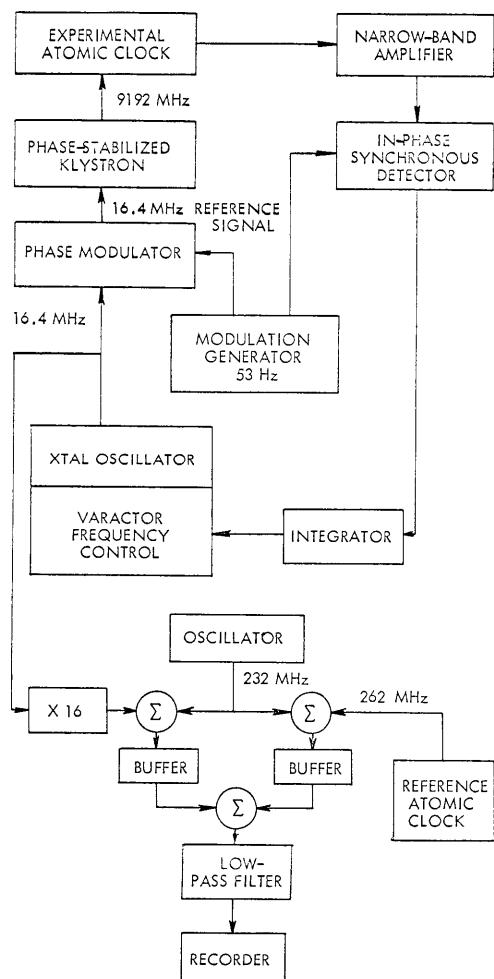 EXPERIMENTAL
ATOMIC CLOCK
NARROW-BAND
AMPLIFIER
9192 MHz
PHASE-STABILIZED
KLYSTRON
IN-PHASE
SYNCHRONOUS
DETECTOR
16.4 MHz
REFERENCE
SIGNAL
PHASE MODULATOR
16.4 MHz
MODULATION
GENERATOR
53 Hz
XTAL OSCILLATOR
VARACTOR
FREQUENCY
CONTROL
INTEGRATOR
OSCILLATOR
232 MHz
262 MHz
X 16
Σ
Σ
BUFFER
BUFFER
REFERENCE
ATOMIC
CLOCK
Σ
LOW-
PASS FILTER
RECORDER